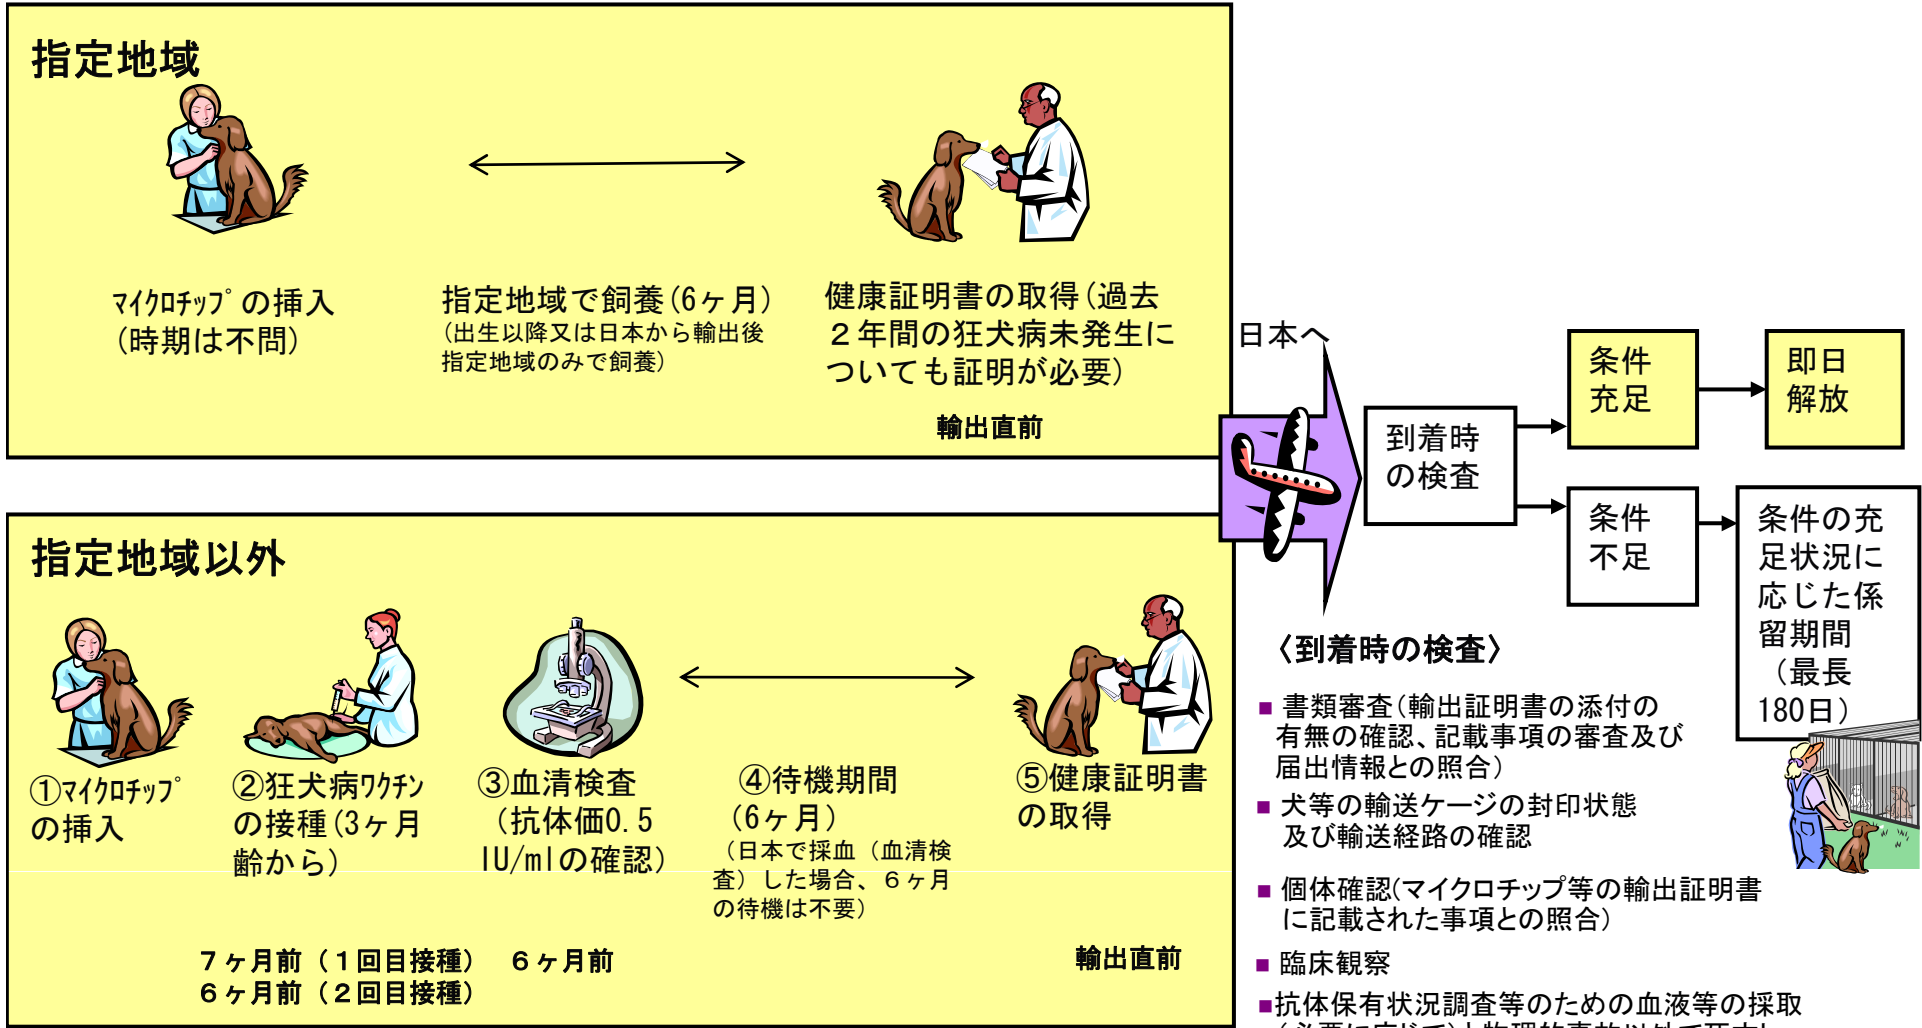 指定地域
ﾏｲｸﾛﾁｯﾌﾟの挿入
(時期は不問)
指定地域で飼養(6ヶ月)
(出生以降又は日本から輸出後
指定地域のみで飼養)
健康証明書の取得(過去
２年間の狂犬病未発生に
ついても証明が必要)
輸出直前
指定地域以外
①ﾏｲｸﾛﾁｯﾌﾟ
の挿入
②狂犬病ﾜｸﾁﾝ
の接種(3ヶ月
齢から)
③血清検査
（抗体価0.5
IU/mlの確認）
④待機期間
(6ヶ月)
（日本で採血（血清検
査）した場合、６ヶ月
の待機は不要）
⑤健康証明書
の取得
７ヶ月前（１回目接種）　６ヶ月前
６ヶ月前（２回目接種）
輸出直前
日本へ
到着時
の検査
条件
充足
即日
解放
条件
不足
条件の充
足状況に
応じた係
留期間
（最長
180日）
〈到着時の検査〉
■ 書類審査（輸出証明書の添付の
有無の確認、記載事項の審査及び
届出情報との照合）
■ 犬等の輸送ケージの封印状態
及び輸送経路の確認
■ 個体確認(マイクロチップ等の輸出証明書
に記載された事項との照合）
■ 臨床観察
■抗体保有状況調査等のための血液等の採取